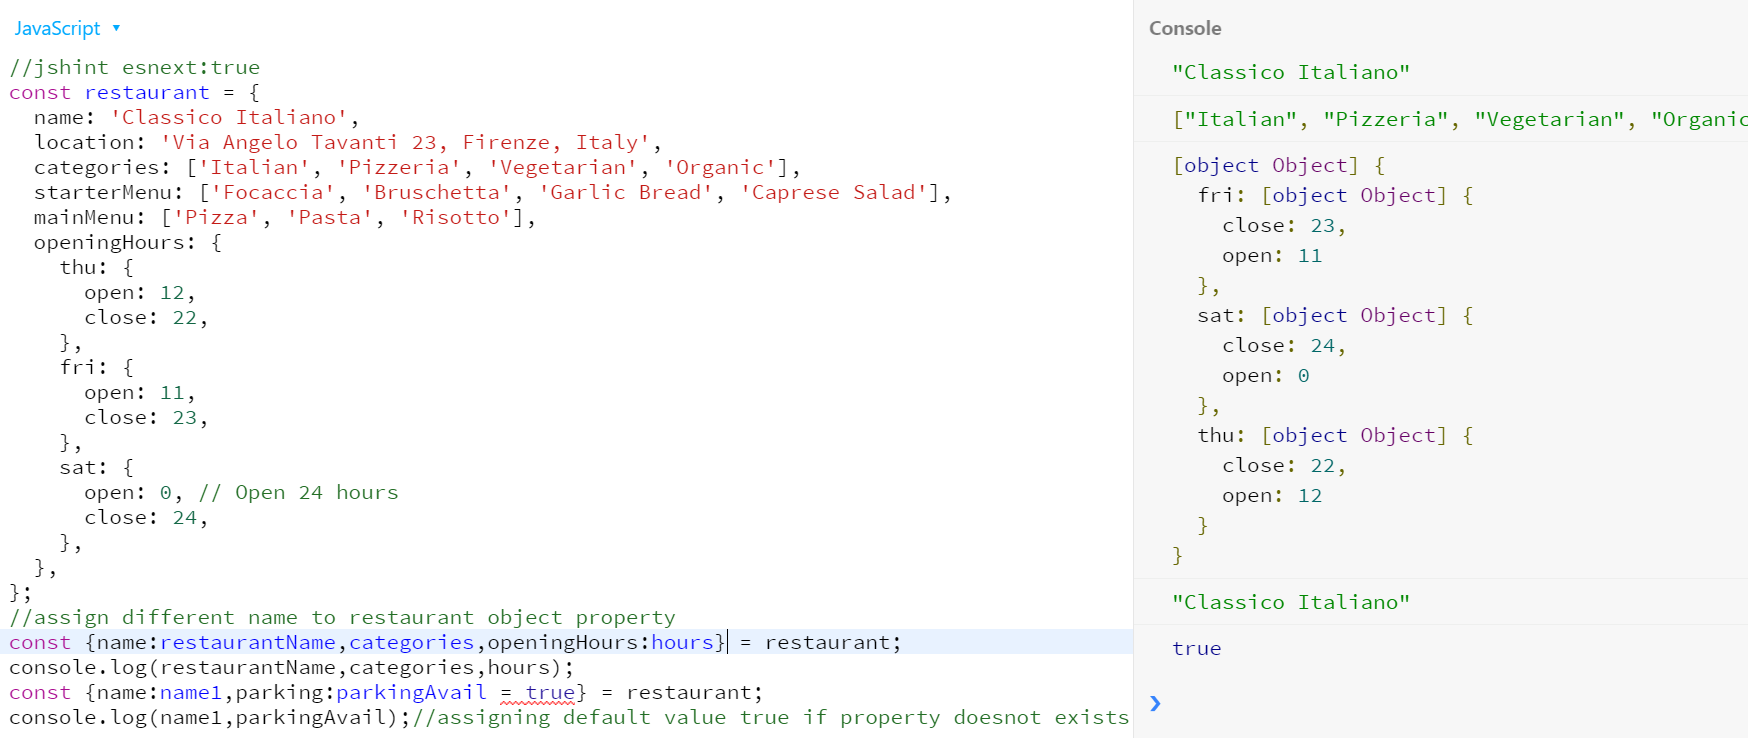 JavaScript ▼
//jshint esnext:true
const restaurant = {
  name: 'Classico Italiano',
  location: 'Via Angelo Tavanti 23, Firenze, Italy',
  categories: ['Italian', 'Pizzeria', 'Vegetarian', 'Organic'],
  starterMenu: ['Focaccia', 'Bruschetta', 'Garlic Bread', 'Caprese Salad'],
  mainMenu: ['Pizza', 'Pasta', 'Risotto'],
  openingHours: {
    thu: {
      open: 12,
      close: 22,
    },
    fri: {
      open: 11,
      close: 23,
    },
    sat: {
      open: 0, // Open 24 hours
      close: 24,
    },
  },
};
//assign different name to restaurant object property
const {name:restaurantName,categories,openingHours:hours} = restaurant;
console.log(restaurantName,categories,hours);
const {name:name1,parking:parkingAvail = true} = restaurant;
console.log(name1,parkingAvail);//assigning default value true if property doesnot exists
Console
"Classico Italiano"
["Italian", "Pizzeria", "Vegetarian", "Organic
[object Object] {
  fri: [object Object] {
    close: 23,
    open: 11
  },
  sat: [object Object] {
    close: 24,
    open: 0
  },
  thu: [object Object] {
    close: 22,
    open: 12
  }
}
"Classico Italiano"
true
❯